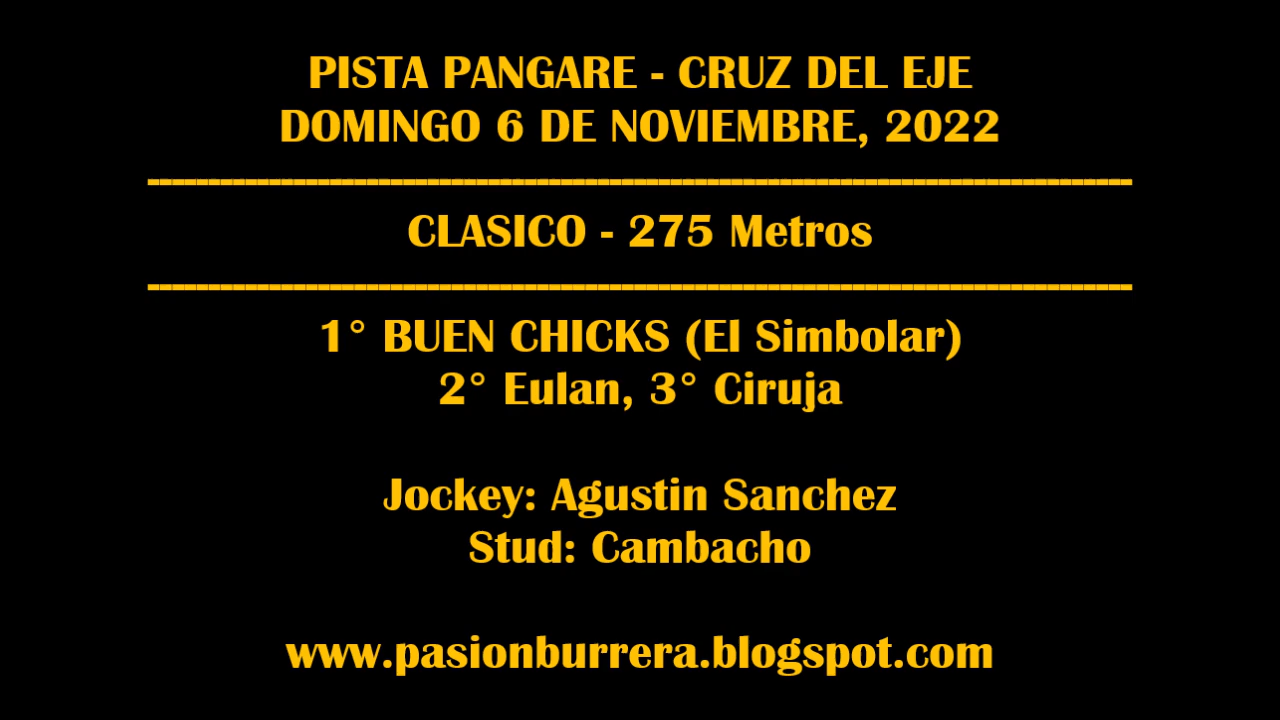 PISTA PANGARE - CRUZ DEL EJE
DOMINGO 6 DE NOVIEMBRE, 2022
CLASICO - 275 Metros
1° BUEN CHICKS (El Simbolar)
2° Eulan, 3° Ciruja
Jockey: Agustin Sanchez
Stud: Cambacho
www.pasionburrera.blogspot.com